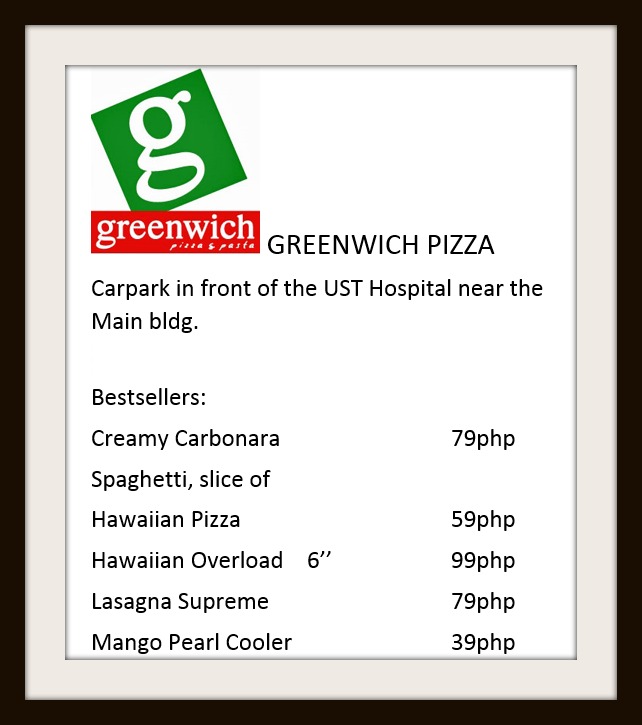 g
greenwich
pizza & pasta
GREENWICH PIZZA
Carpark in front of the UST Hospital near the
Main bldg.
Bestsellers:
Creamy Carbonara 79php
Spaghetti, slice of
Hawaiian Pizza 59php
Hawaiian Overload 6’’ 99php
Lasagna Supreme 79php
Mango Pearl Cooler 39php